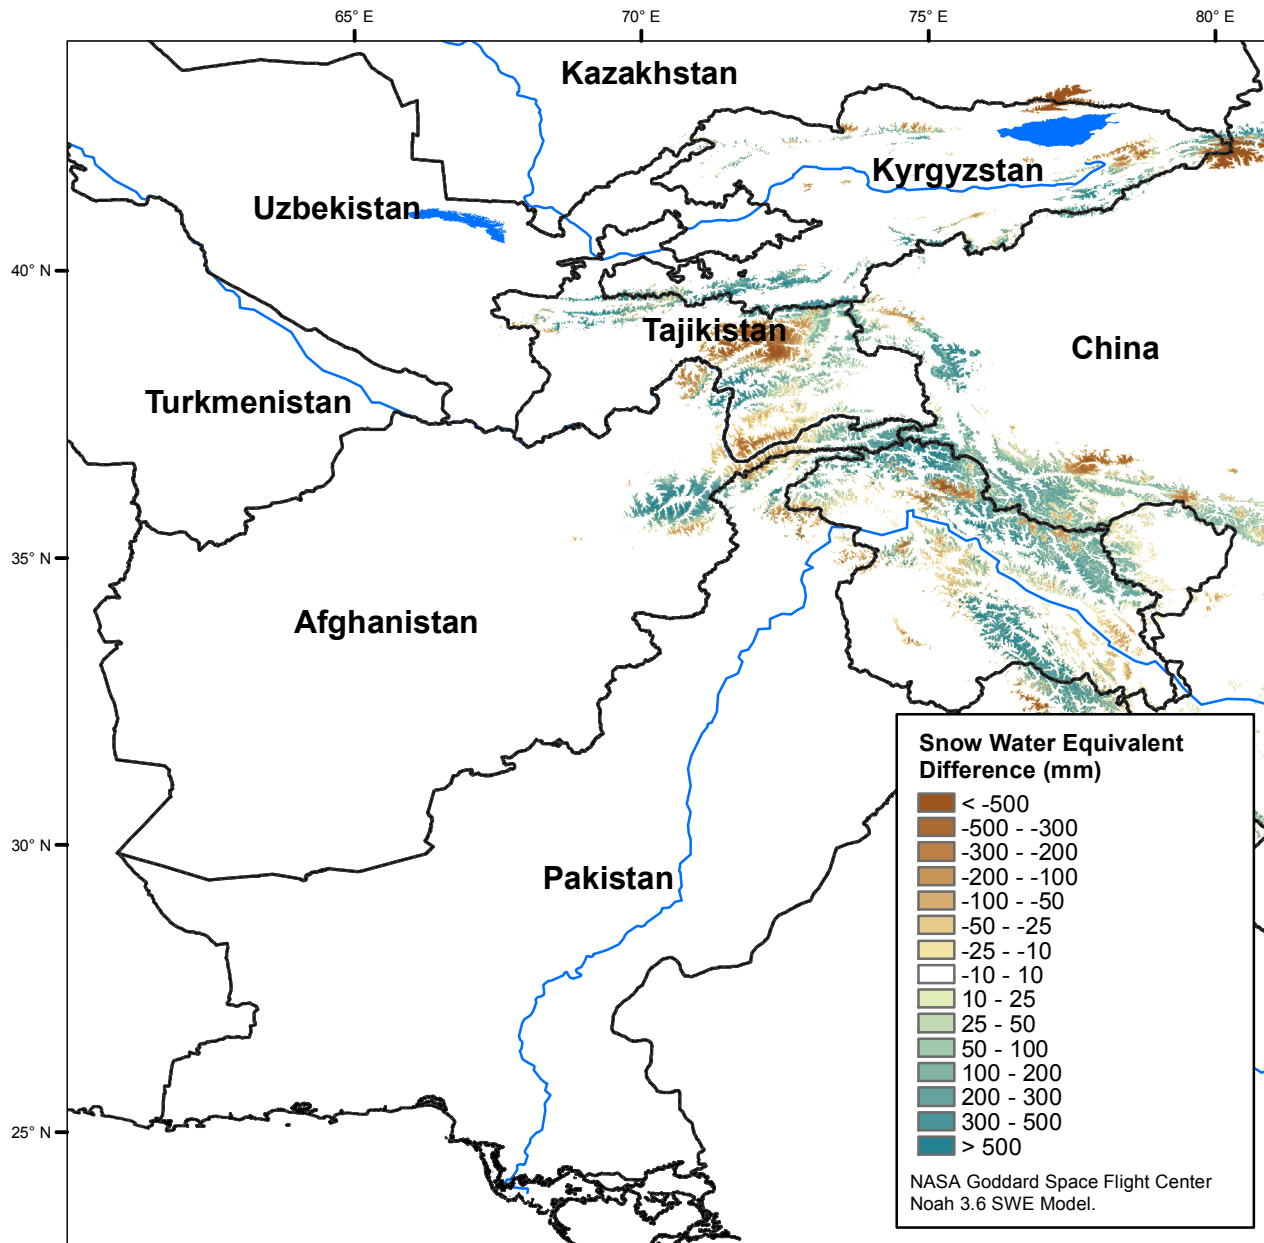 65° E
70° E
75° E
80° E
Kazakhstan
Kyrgyzstan
Uzbekistan
40° N
Tajikistan
China
Turkmenistan
35° N
Afghanistan
Snow Water Equivalent
Difference (mm)
< -500
-500 - -300
-300 - -200
-200 - -100
-100 - -50
-50 - -25
-25 - -10
-10 - 10
10 - 25
25 - 50
50 - 100
100 - 200
200 - 300
300 - 500
> 500
30° N
Pakistan
25° N
NASA Goddard Space Flight Center
Noah 3.6 SWE Model.